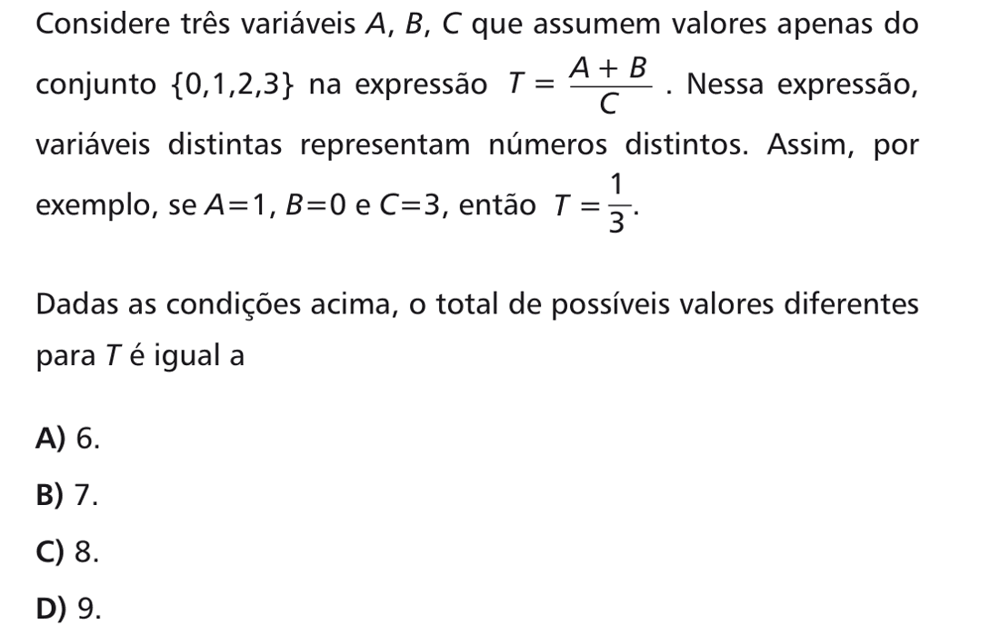 Considere três variáveis A, B, C que assumem valores apenas do
conjunto {0,1,2,3} na expressão T = (A + B)/C . Nessa expressão,
variáveis distintas representam números distintos. Assim, por
exemplo, se A=1, B=0 e C=3, então T = 1/3.
Dadas as condições acima, o total de possíveis valores diferentes
para T é igual a
A) 6.
B) 7.
C) 8.
D) 9.